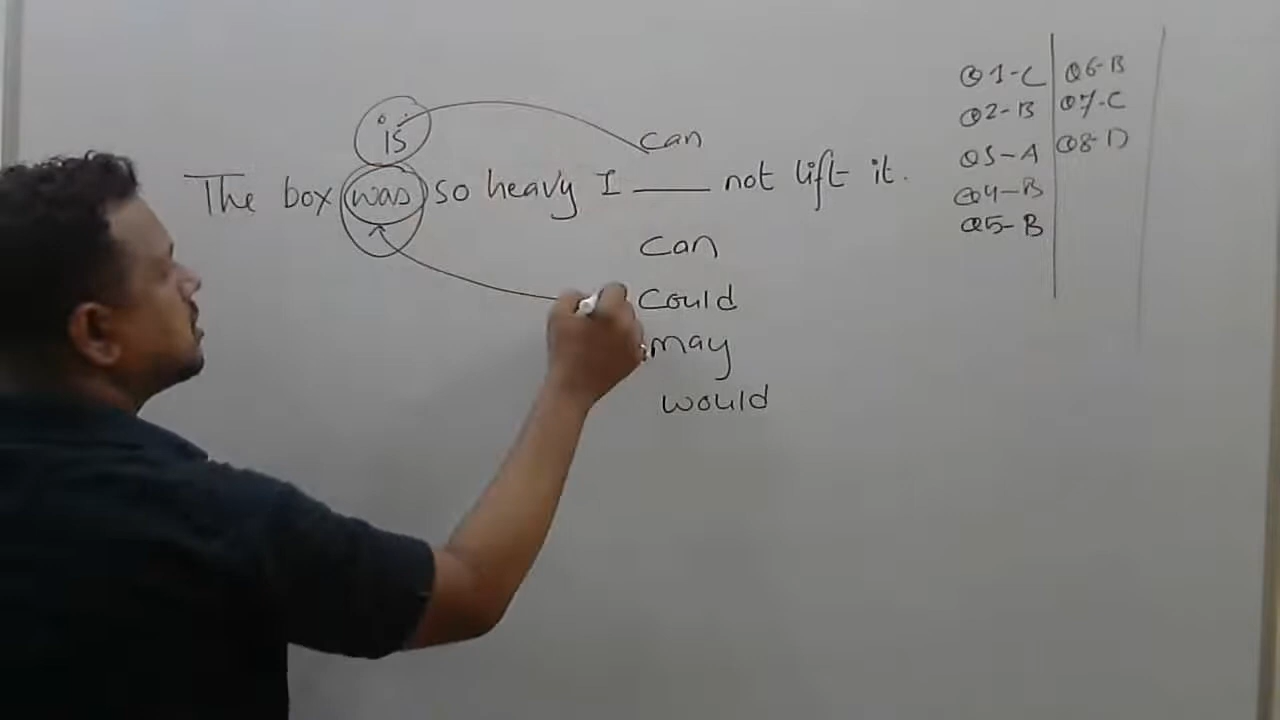 is
can
The box was so heavy I ____ not lift it.
can
could
may
would
Q1-C
Q2-B
Q3-A
Q4-B
Q5-B
Q6-B
Q7-C
Q8-D